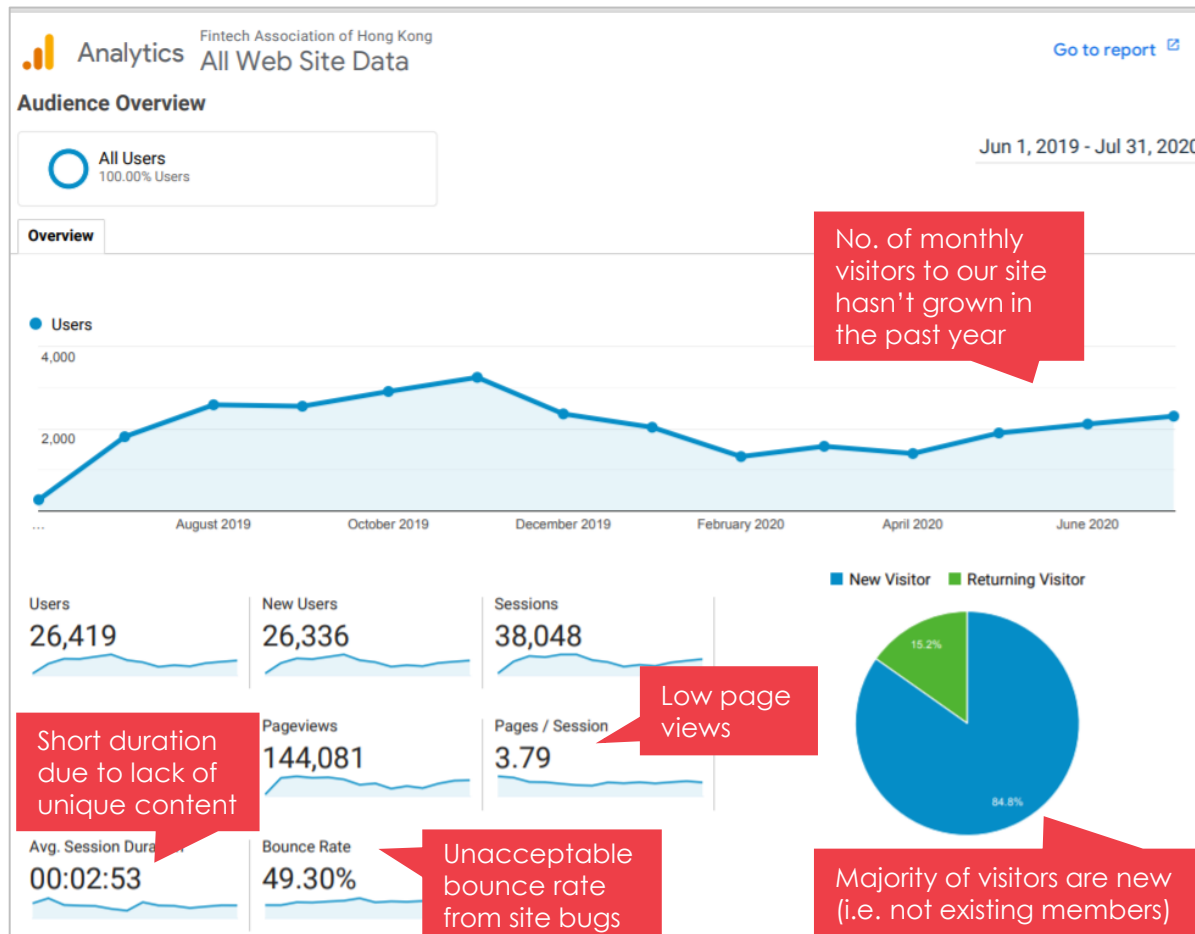 Analytics
Fintech Association of Hong Kong
All Web Site Data
Go to report
Audience Overview
All Users
100.00% Users
Jun 1, 2019 - Jul 31, 2020
Overview
No. of monthly
visitors to our site
hasn't grown in
the past year
Users
4,000
2,000
...
August 2019
October 2019
December 2019
February 2020
April 2020
June 2020
New Visitor
Returning Visitor
Users
26,419
New Users
26,336
Sessions
38,048
15.2%
84.8%
Low page
views
Short duration
due to lack of
unique content
Pageviews
144,081
Pages / Session
3.79
Avg. Session
00:02:53
Bounce Rate
49.30%
Unacceptable
bounce rate
from site bugs
Majority of visitors are new
(i.e. not existing members)